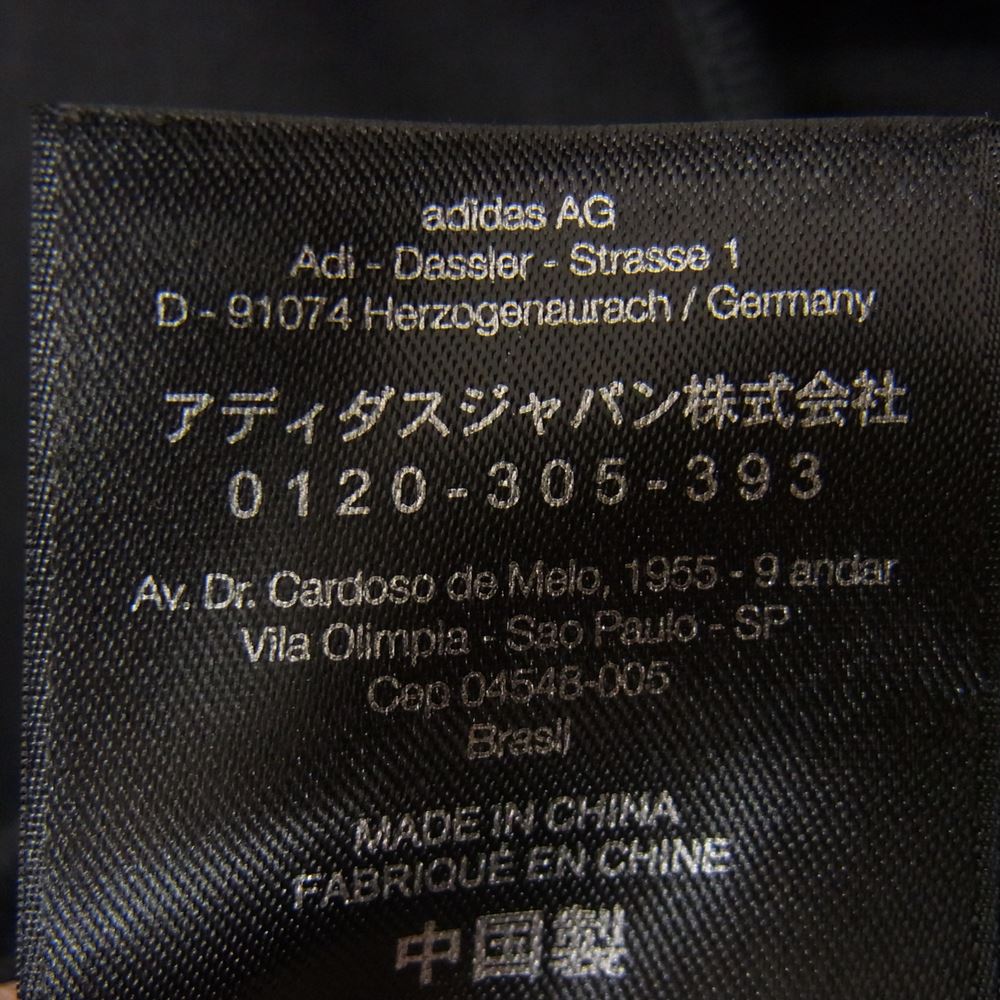 adidas AG
Adi - Dassler - Strasse 1
D - 91074 Herzogenaurach / Germany
アディダスジャパン株式会社
0120-305-393
Av. Dr. Cardoso de Melo, 1955 - 9 andar
Vila Olimpia - Sao Paulo - SP
Cep 04548-005
Brasil
MADE IN CHINA
FABRIQUÉ EN CHINE
中国製